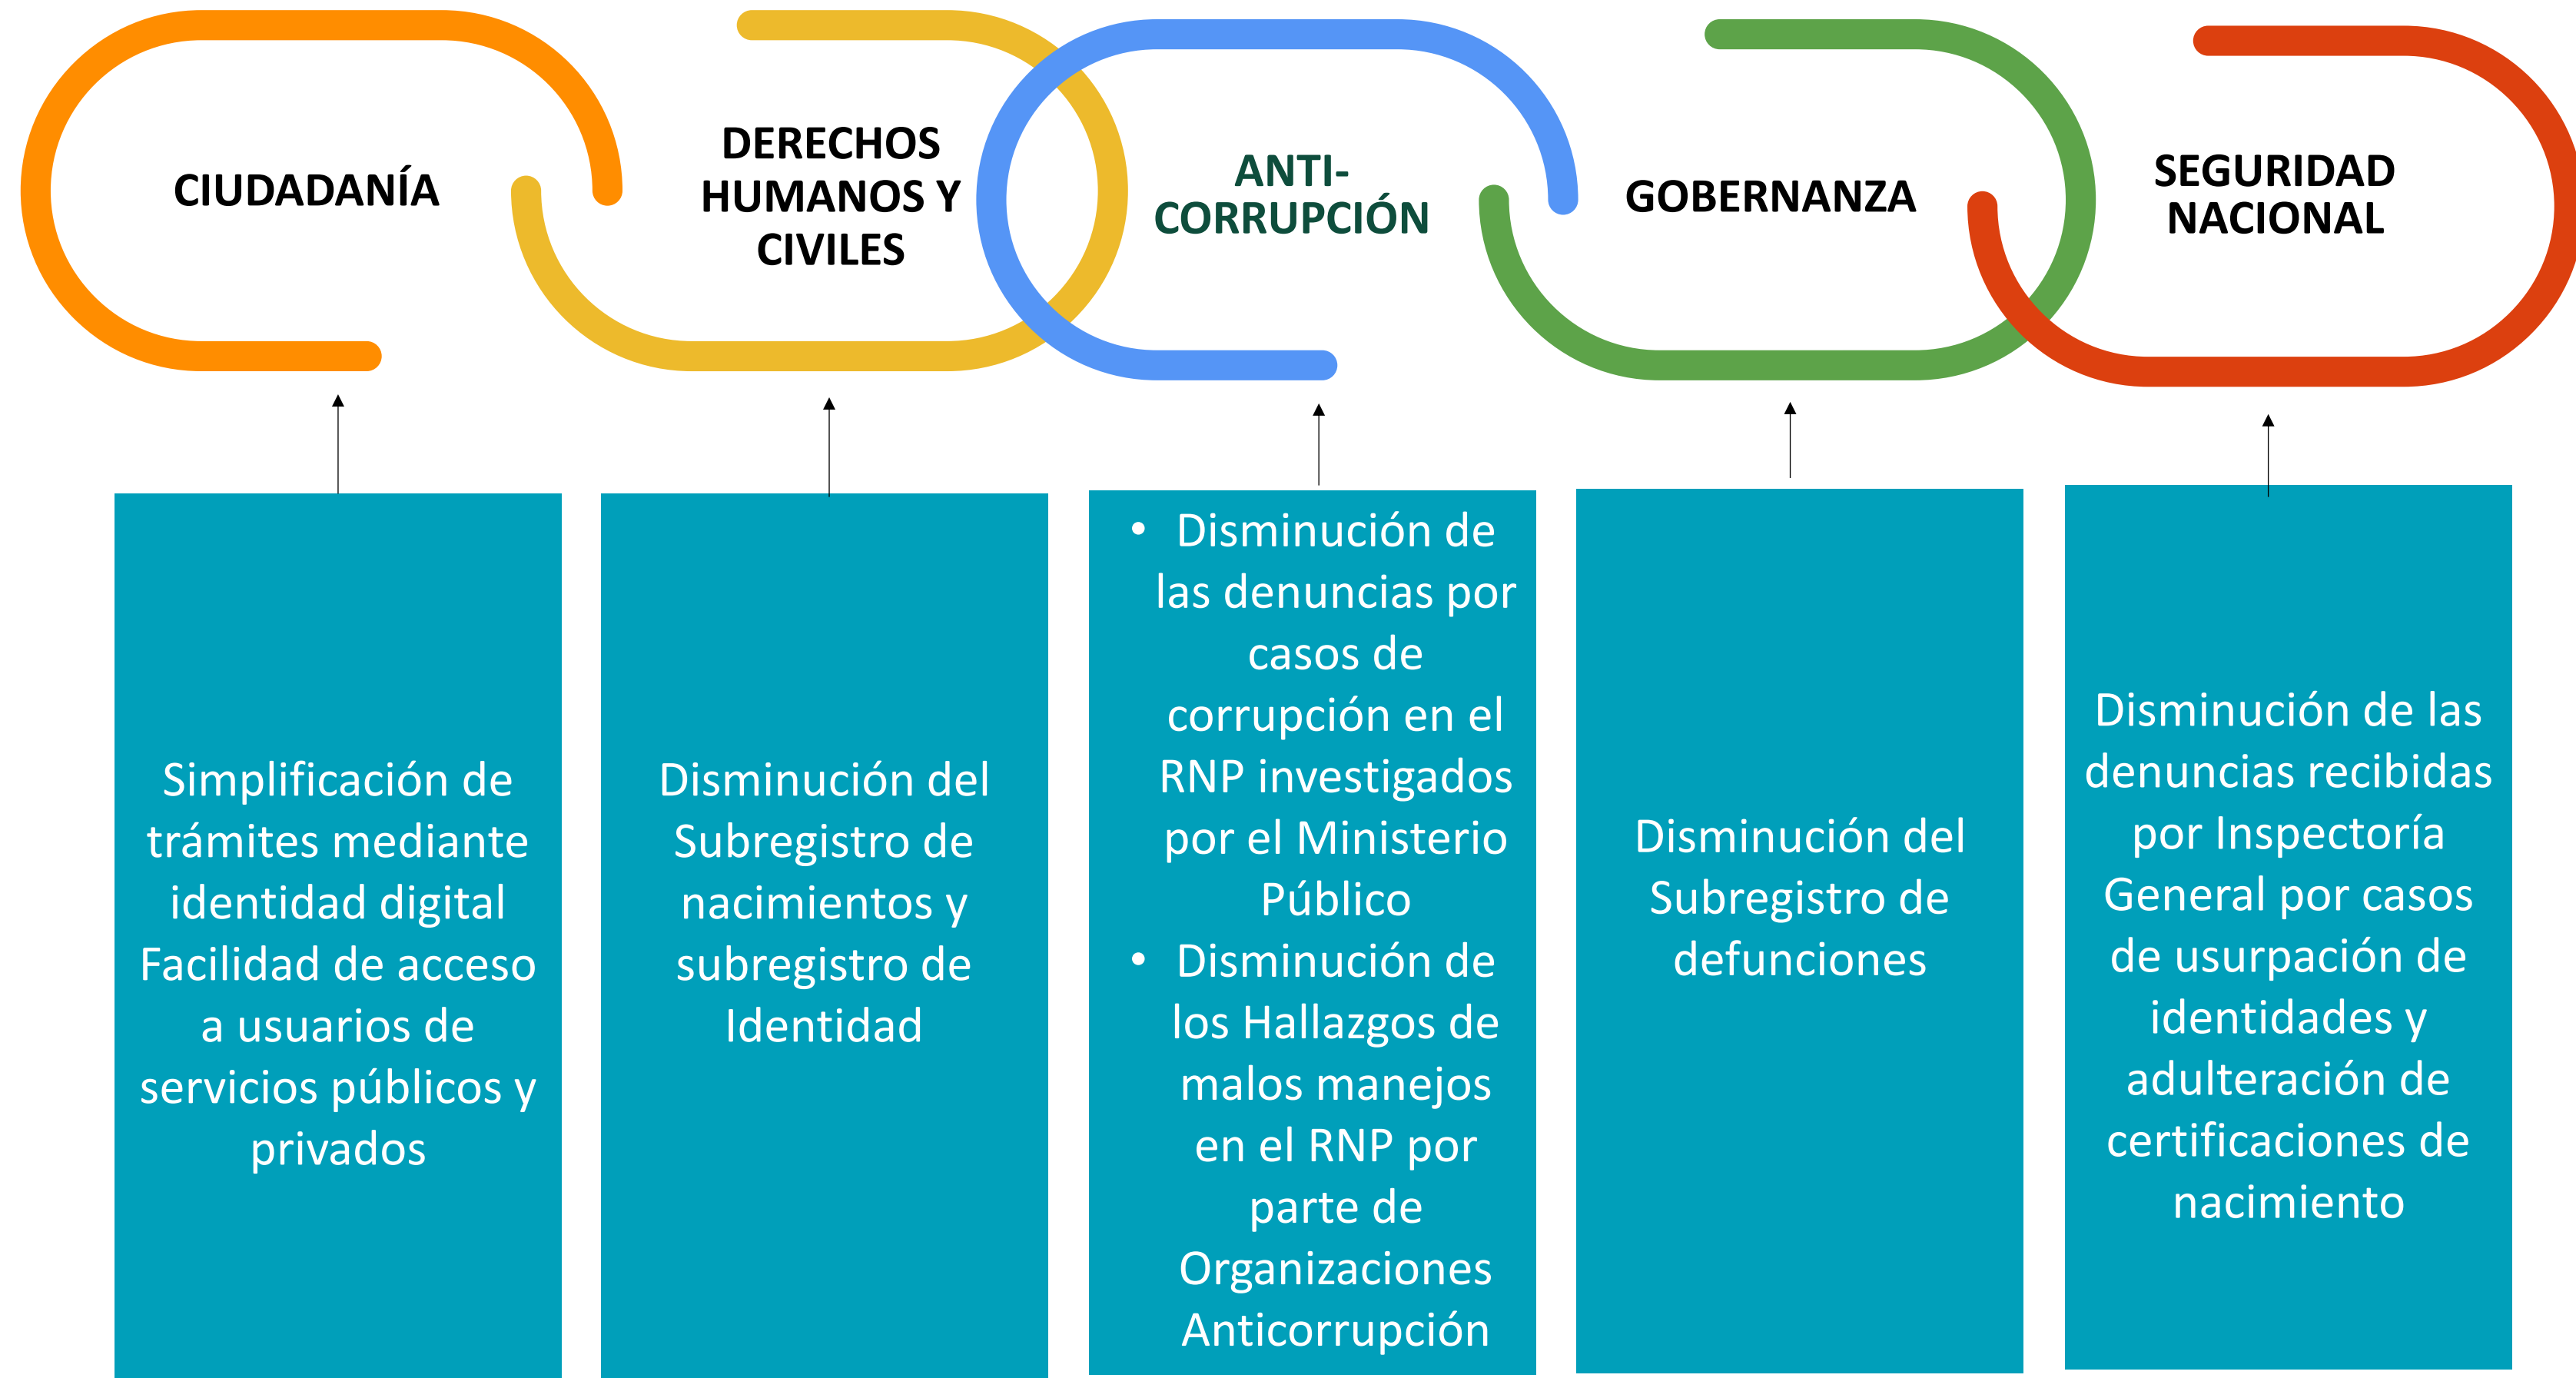 CIUDADANÍA
DERECHOS
HUMANOS Y
CIVILES
ANTI-
CORRUPCIÓN
GOBERNANZA
SEGURIDAD
NACIONAL
Simplificación de
trámites mediante
identidad digital
Facilidad de acceso
a usuarios de
servicios públicos y
privados
Disminución del
Subregistro de
nacimientos y
subregistro de
Identidad
• Disminución de
las denuncias por
casos de
corrupción en el
RNP investigados
por el Ministerio
Público
• Disminución de
los Hallazgos de
malos manejos
en el RNP por
parte de
Organizaciones
Anticorrupción
Disminución del
Subregistro de
defunciones
Disminución de las
denuncias recibidas
por Inspectoría
General por casos
de usurpación de
identidades y
adulteración de
certificaciones de
nacimiento